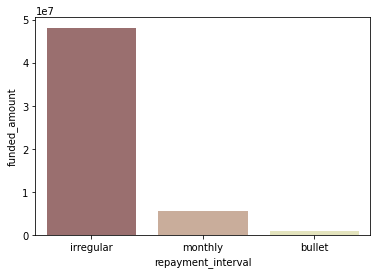 1e7
5
4
3
2
1
0
funded_amount
irregular
monthly
bullet
repayment_interval